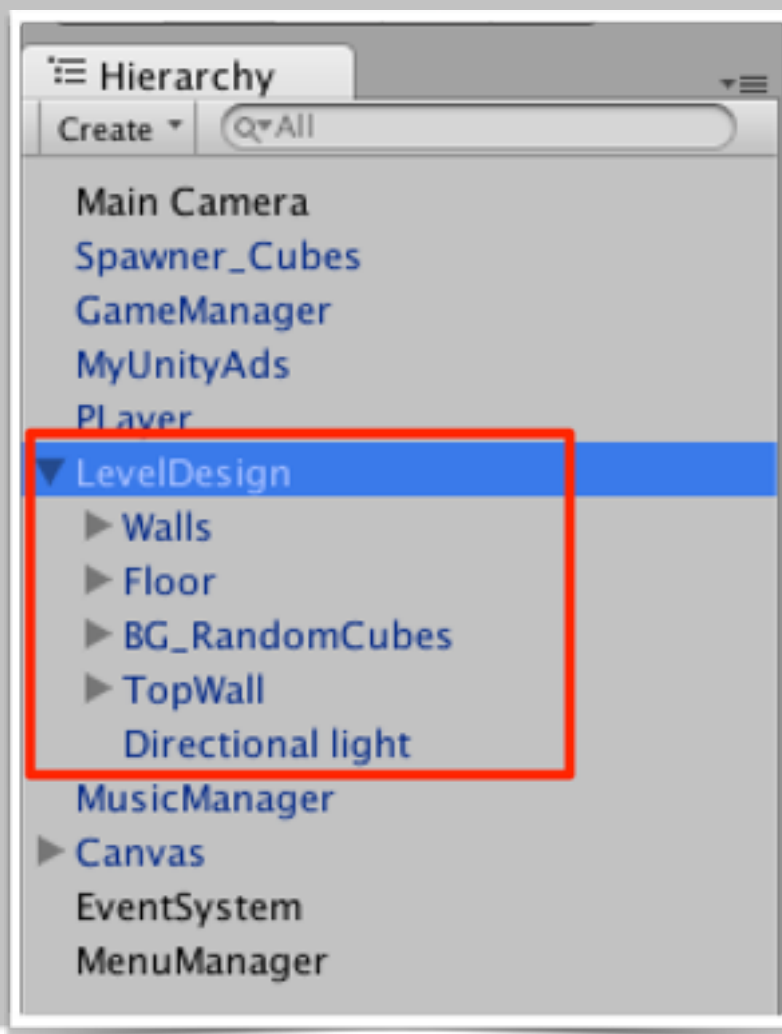 Hierarchy
Create All
Main Camera
Spawner_Cubes
GameManager
MyUnityAds
PLayer
LevelDesign
Walls
Floor
BG_RandomCubes
TopWall
Directional light
MusicManager
Canvas
EventSystem
MenuManager